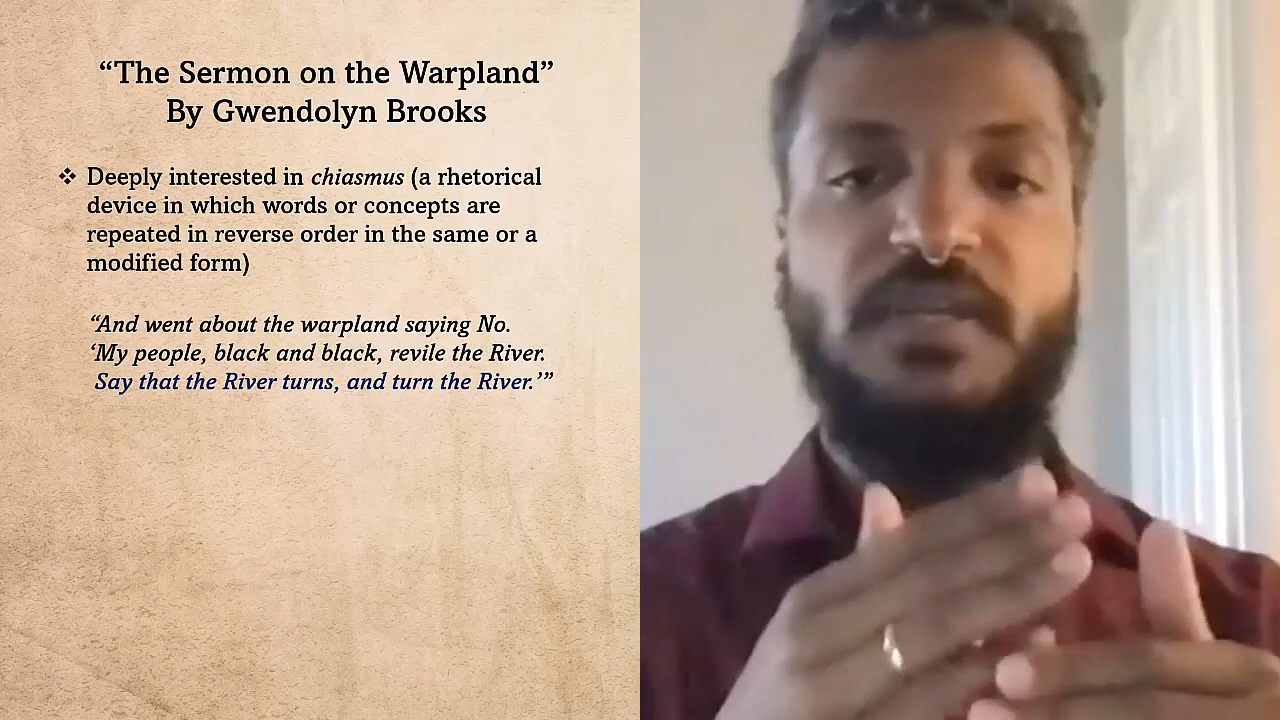 “The Sermon on the Warpland”
By Gwendolyn Brooks
❖ Deeply interested in chiasmus (a rhetorical
device in which words or concepts are
repeated in reverse order in the same or a
modified form)
“And went about the warpland saying No.
‘My people, black and black, revile the River.
Say that the River turns, and turn the River.’”